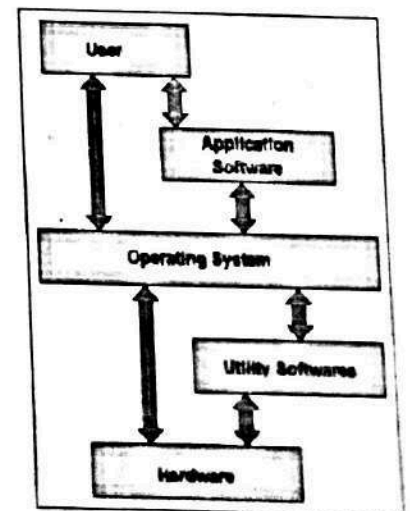 User
Application
Software
Operating System
Utility Softwares
Hardware